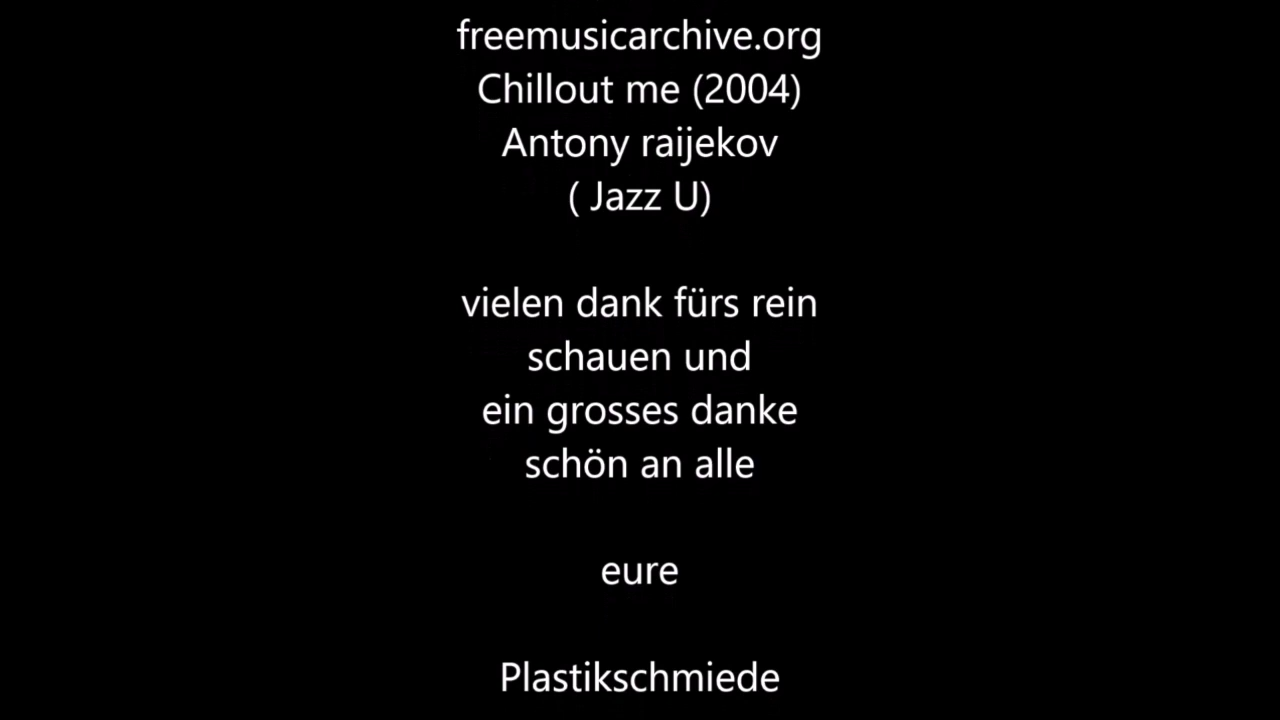 freemusicarchive.org
Chillout me (2004)
Antony raijekov
( Jazz U)
vielen dank fürs rein
schauen und
ein grosses danke
schön an alle
eure
Plastikschmiede